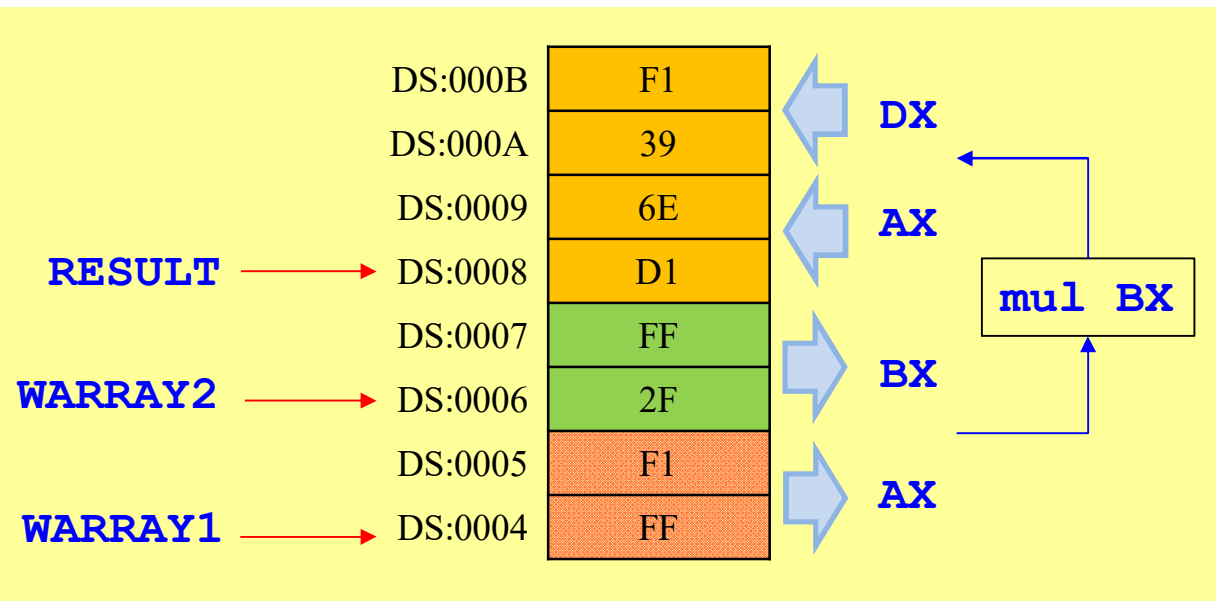 DS:000B F1
DX
DS:000A 39
DS:0009 6E
AX
RESULT DS:0008 D1
mul BX
DS:0007 FF
BX
WARRAY2 DS:0006 2F
DS:0005 F1
AX
WARRAY1 DS:0004 FF